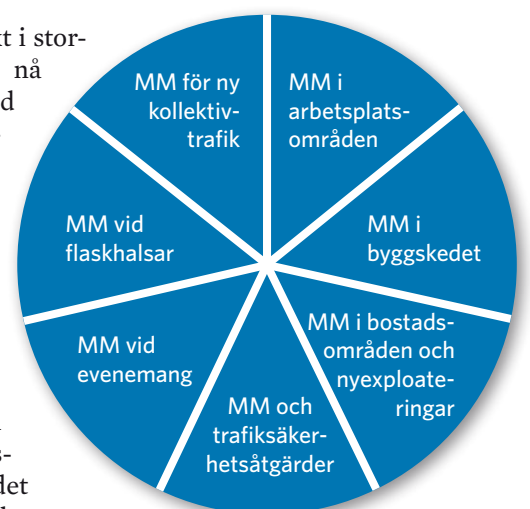 t i stor-
nå
d
MM för ny
kollektiv-
trafik
MM i
arbetsplats-
områden
MM i
byggskedet
MM i bostads-
områden och
nyexploate-
ringar
MM och
trafiksäker-
hetsåtgärder
MM vid
evenemang
MM vid
flaskhalsar
s-
det